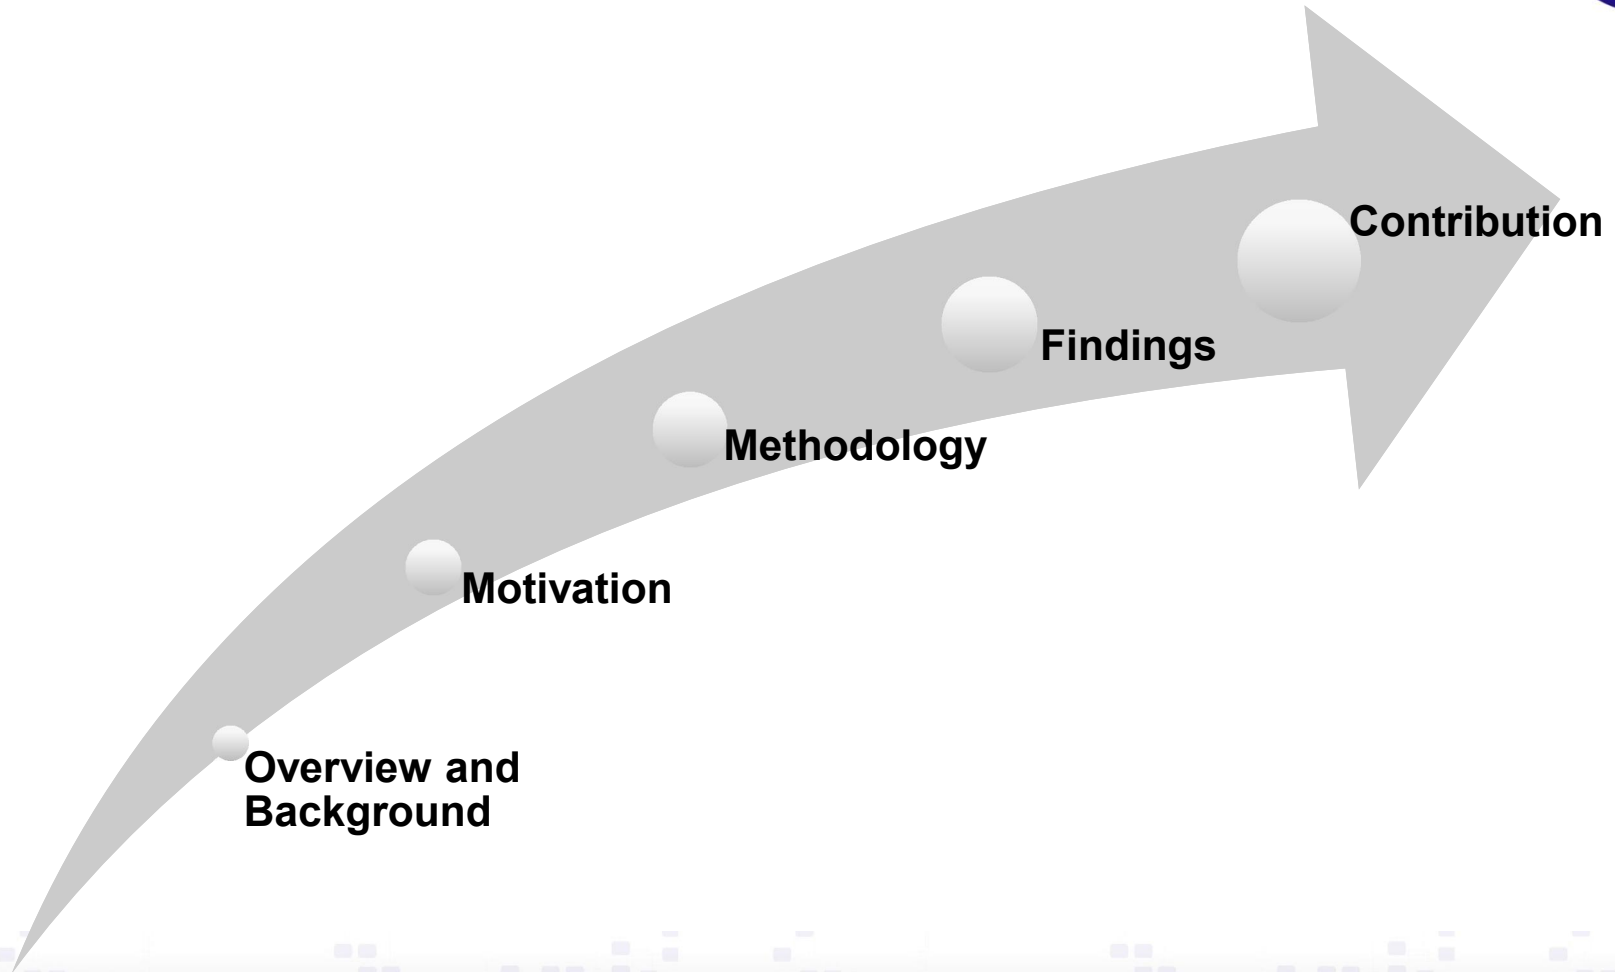 Contribution
Findings
Methodology
Motivation
Overview and
Background